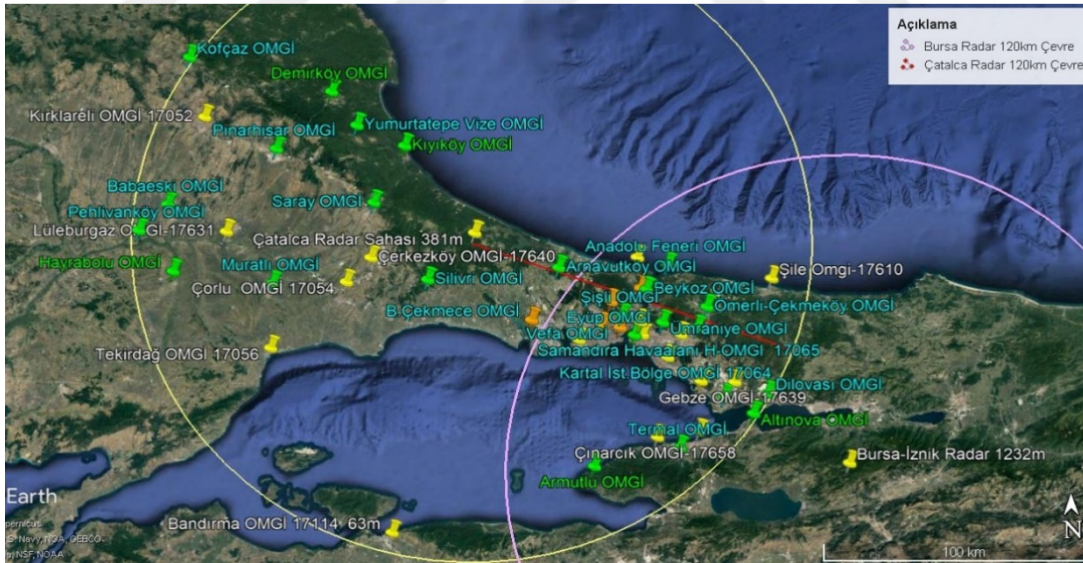 Açıklama
Bursa Radar 120km Çevre
Çatalca Radar 120km Çevre
Kofçaz OMGİ
Demirköy OMGİ
Kırklareli OMGİ 17052
Pınarhisar OMGİ
Yumurtatepe Vize OMGİ
Kıyıköy OMGİ
Babaeski OMGİ
Pehlivanköy OMGİ
Saray OMGİ
Lüleburgaz OMGİ-17631
Çatalca Radar Sahası 381m
Çerkezköy OMGİ-17640
Anadolu Feneri OMGİ
Arnavutköy OMGİ
Şile Omgi-17610
Hayrabolu OMGİ
Muratlı OMGİ
Silivri OMGİ
Beykoz OMGİ
Çorlu OMGİ 17054
Şişli OMGİ
Ömerli-Çekmeköy OMGİ
B.Çekmece OMGİ
Eyüp OMGİ
Vefa OMGİ
Ümraniye OMGİ
Tekirdağ OMGİ 17056
Samandıra Havaalanı H-OMGİ 17065
Kartal İst.Bölge OMGİ 17064
Dilovası OMGİ
Gebze OMGİ-17639
Altınova OMGİ
Termal OMGİ
Çınarcık OMGİ-17658
Bursa-İznik Radar 1232m
Armutlu OMGİ
Earth
Bandırma OMGİ 17114 63m
S. Navy, NGA, GEBCO
NSF, NOAA
N
100 km